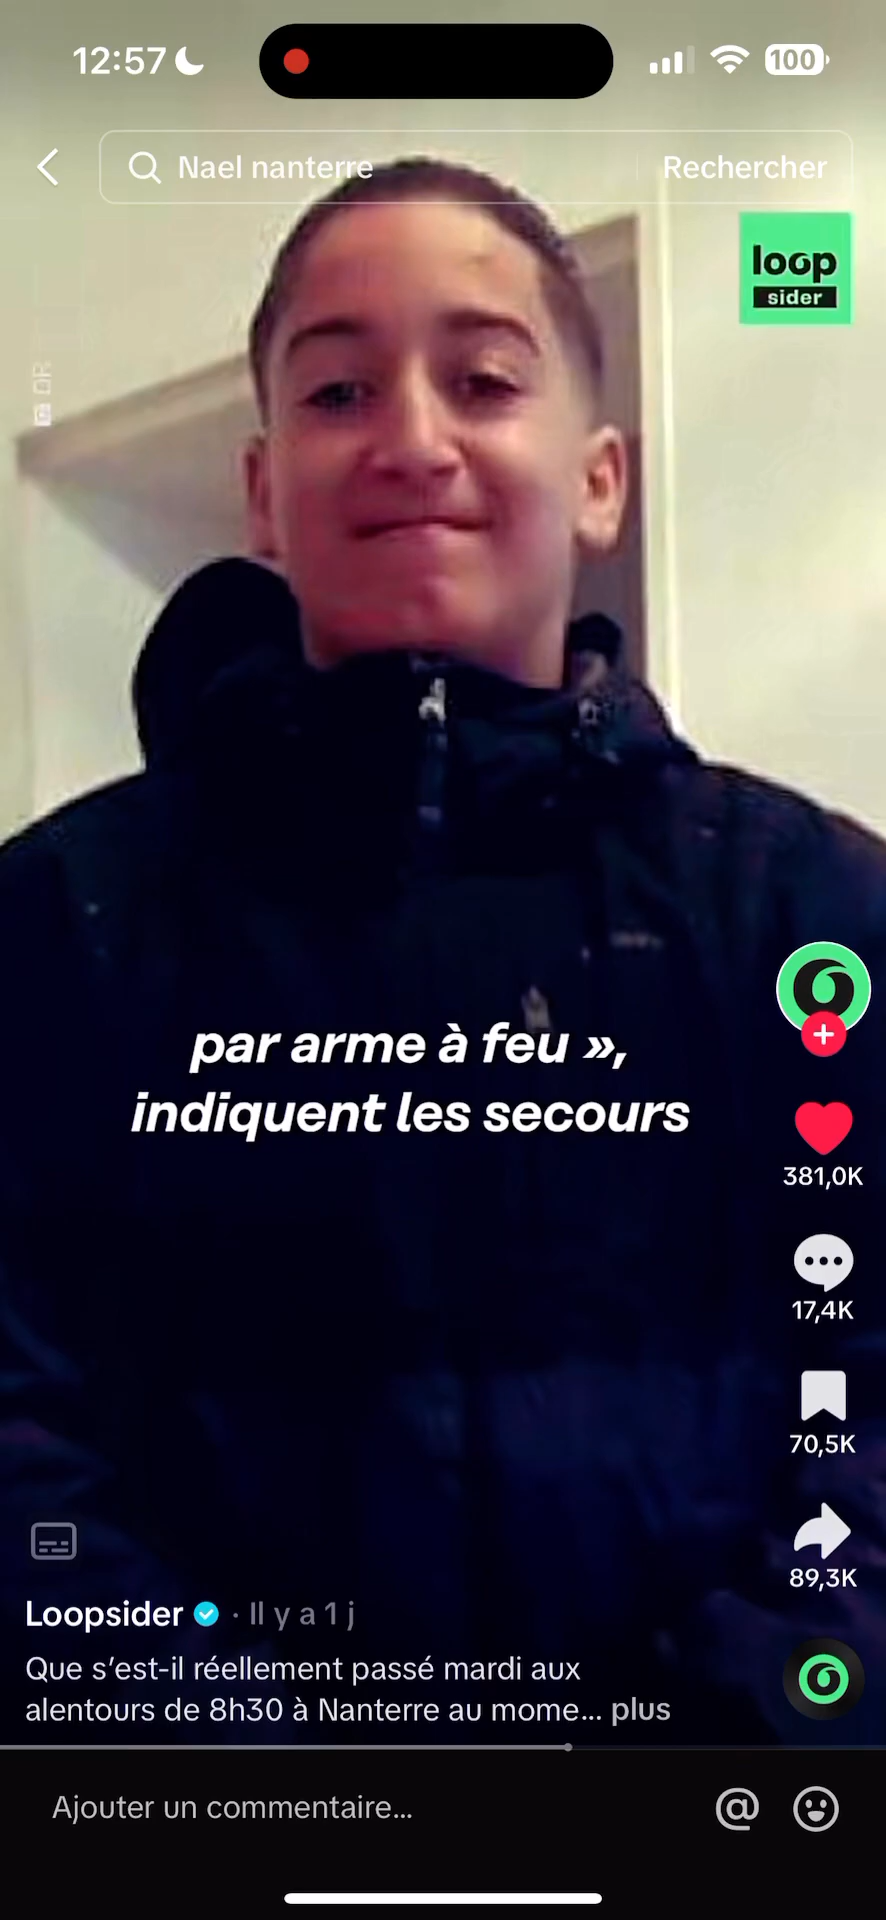 12:57
100
Nael nanterre
Rechercher
loop
sider
DR
par arme à feu »,
indiquent les secours
381,0K
17,4K
70,5K
89,3K
Loopsider · Il y a 1 j
Que s’est-il réellement passé mardi aux
alentours de 8h30 à Nanterre au mome... plus
Ajouter un commentaire...
@